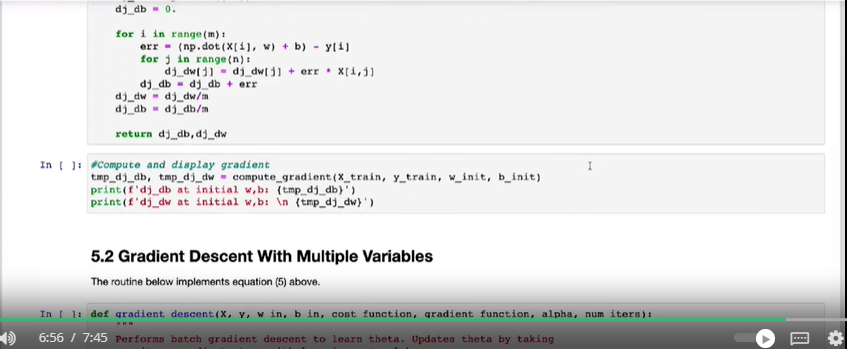 dj_db = 0.
for i in range(m):
err = (np.dot(X[i], w) + b) - y[i]
for j in range(n):
dj_dw[j] = dj_dw[j] + err * X[i,j]
dj_db = dj_db + err
dj_dw = dj_dw/m
dj_db = dj_db/m
return dj_db,dj_dw
In [ ]: #Compute and display gradient
tmp_dj_db, tmp_dj_dw = compute_gradient(X_train, y_train, w_init, b_init)
print(f'dj_db at initial w,b: {tmp_dj_db}')
print(f'dj_dw at initial w,b: \n {tmp_dj_dw}')
5.2 Gradient Descent With Multiple Variables
The routine below implements equation (5) above.
In [ ]: def gradient_descent(X, y, w_in, b_in, cost_function, gradient_function, alpha, num_iters):
"""
6:56 / 7:45 Performs batch gradient descent to learn theta. Updates theta by taking